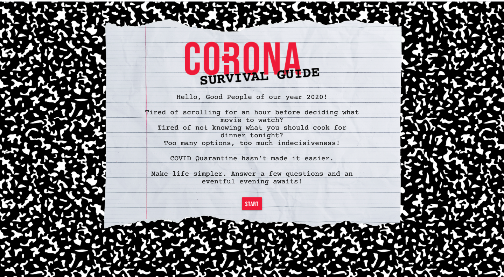 CORONA
SURVIVAL GUIDE
Hello, Good People of our year 2020!
Tired of scrolling for an hour before deciding what
movie to watch?
Tired of not knowing what you should cook for
dinner tonight?
Too many options, too much indecisiveness!
COVID Quarantine hasn't made it easier.
Make life simpler. Answer a few questions and an
eventful evening awaits!
START